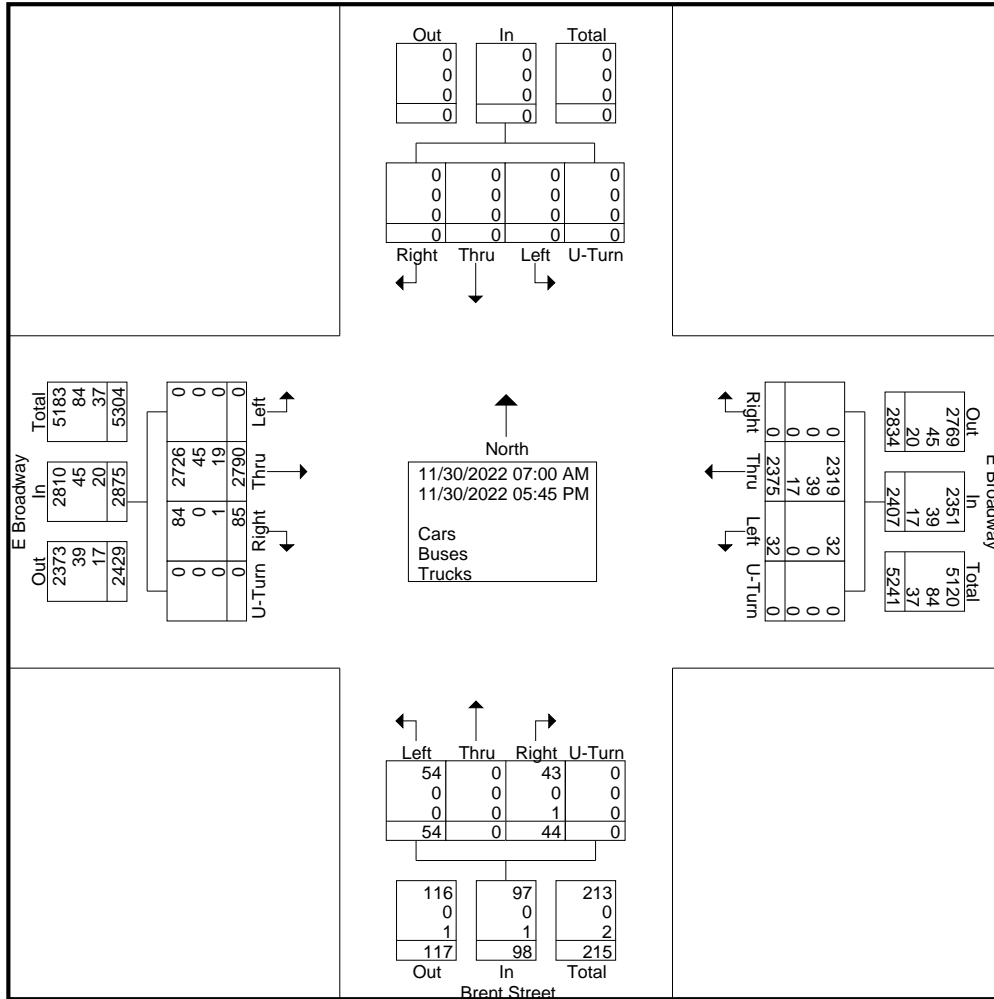 Out In Total
0 0 0
0 0 0
0 0 0
0 0 0
0 0 0 0
0 0 0 0
0 0 0 0
0 0 0 0
Right Thru Left U-Turn
E Broadway
Total In Out
5183 2810 2373
84 45 39
37 20 17
5304 2875 2429
0 2726 84 0
0 45 0 0
0 19 1 0
0 2790 85 0
Left Thru Right U-Turn
North
11/30/2022 07:00 AM
11/30/2022 05:45 PM
Cars
Buses
Trucks
Right Thru Left U-Turn
0 2319 32 0
0 39 0 0
0 17 0 0
0 2375 32 0
Out In Total
2769 2351 5120
45 39 84
20 17 37
2834 2407 5241
E Broadway
Left Thru Right U-Turn
54 0 43 0
0 0 0 0
0 0 1 0
54 0 44 0
116 97 213
0 0 0
1 1 2
117 98 215
Out In Total
Brent Street